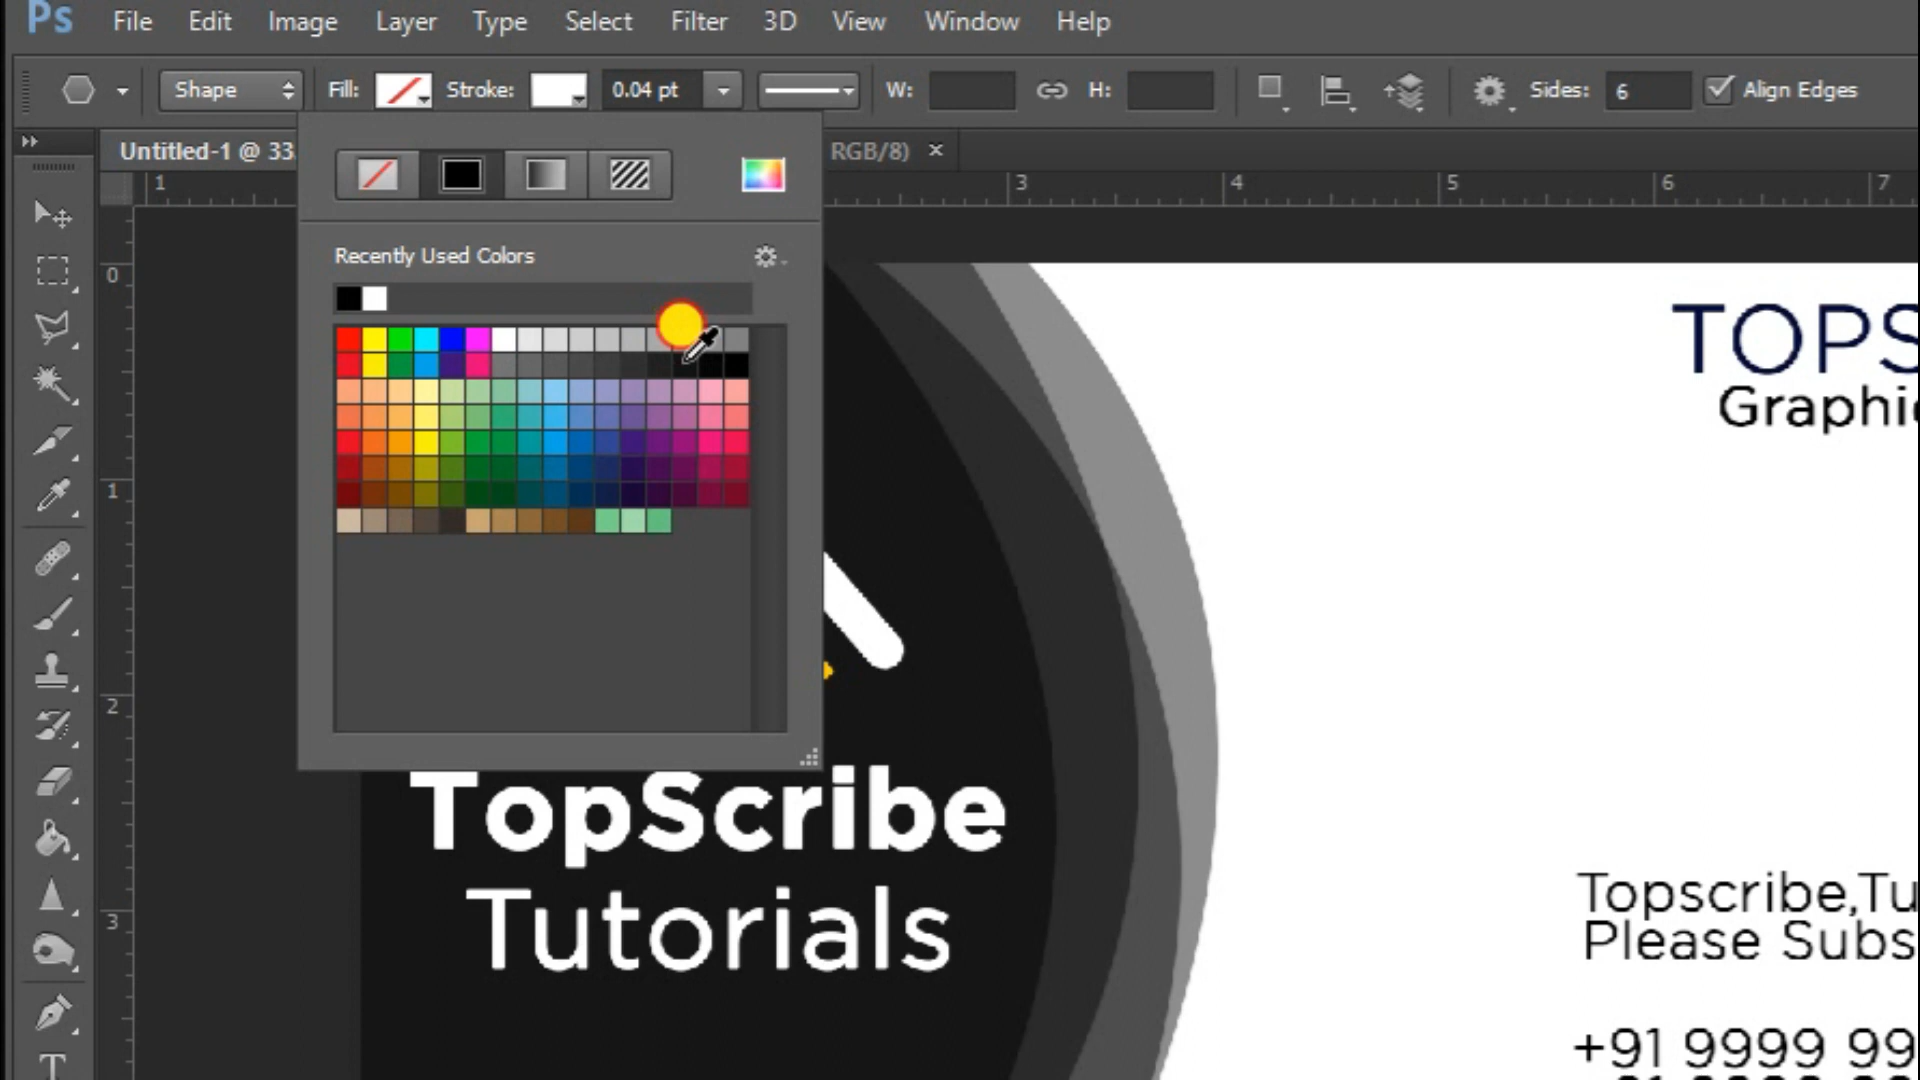 Ps File Edit Image Layer Type Select Filter 3D View Window Help
Shape Fill: Stroke: 0.04 pt W: H: Sides: 6 Align Edges
Untitled-1 @ 33. RGB/8) ×
1 3 4 5 6 7
Recently Used Colors
0
1
2
3
TOPS
Graphic
TopScribe
Tutorials
Topscribe,Tu
Please Subs
+91 9999 99
T